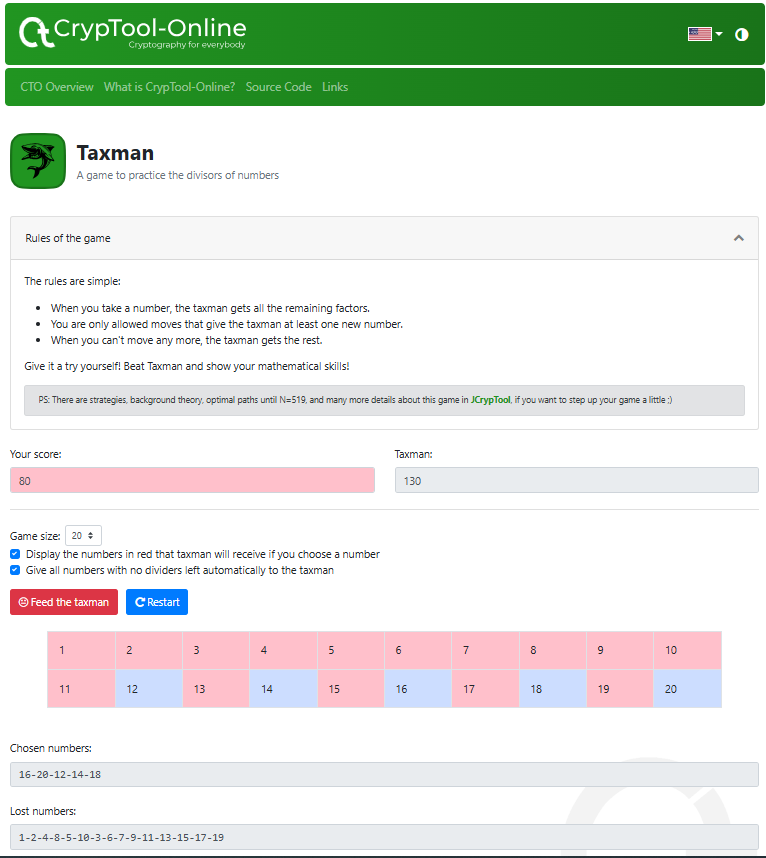 CrypTool-Online
Cryptography for everybody
CTO Overview What is CrypTool-Online? Source Code Links
Taxman
A game to practice the divisors of numbers
Rules of the game
The rules are simple:
• When you take a number, the taxman gets all the remaining factors.
• You are only allowed moves that give the taxman at least one new number.
• When you can't move any more, the taxman gets the rest.
Give it a try yourself! Beat Taxman and show your mathematical skills!
PS: There are strategies, background theory, optimal paths until N=519, and many more details about this game in JCrypTool, if you want to step up your game a little ;)
Your score: Taxman:
80 130
Game size: 20
Display the numbers in red that taxman will receive if you choose a number
Give all numbers with no dividers left automatically to the taxman
Feed the taxman Restart
1 2 3 4 5 6 7 8 9 10
11 12 13 14 15 16 17 18 19 20
Chosen numbers:
16-20-12-14-18
Lost numbers:
1-2-4-8-5-10-3-6-7-9-11-13-15-17-19